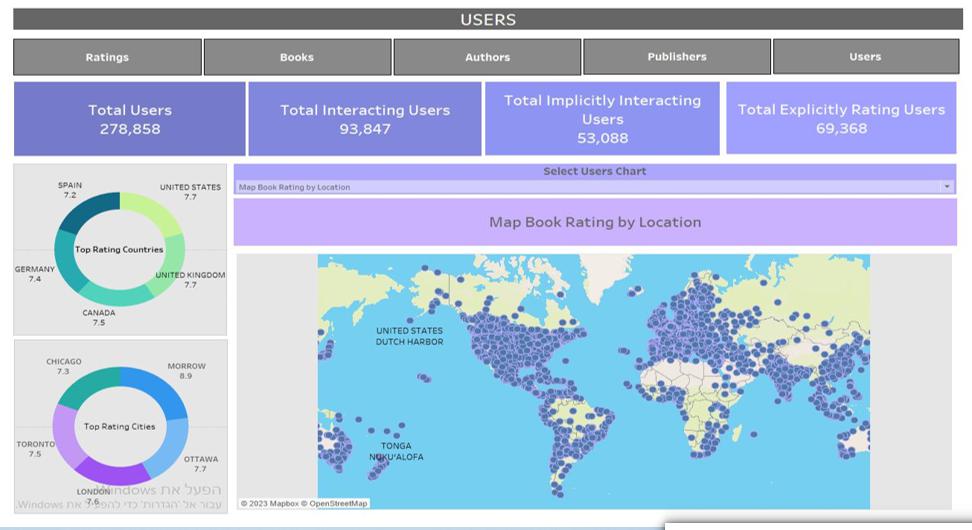 USERS
Ratings
Books
Authors
Publishers
Users
Total Users
278,858
Total Interacting Users
93,847
Total Implicitly Interacting
Users
53,088
Total Explicitly Rating Users
69,368
Select Users Chart
Map Book Rating by Location
Map Book Rating by Location
SPAIN
7.2
UNITED STATES
7.7
Top Rating Countries
GERMANY
7.4
UNITED KINGDOM
7.7
CANADA
7.5
CHICAGO
7.3
MORROW
8.9
Top Rating Cities
TORONTO
7.5
OTTAWA
7.7
LONDON
7.6
הפעל את Windows
עבור אל 'הגדרות' כדי להפעיל את Windows.
UNITED STATES
DUTCH HARBOR
TONGA
NUKU'ALOFA
© 2023 Mapbox © OpenStreetMap